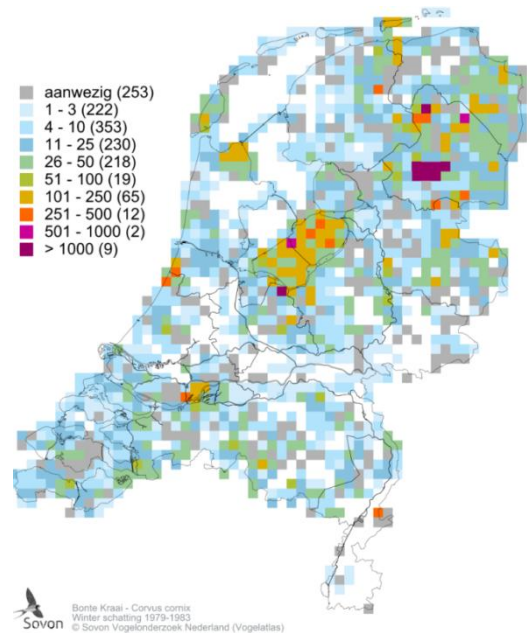 aanwezig (253)
1 - 3 (222)
4 - 10 (353)
11 - 25 (230)
26 - 50 (218)
51 - 100 (19)
101 - 250 (65)
251 - 500 (12)
501 - 1000 (2)
> 1000 (9)
Sovon
Bonte Kraai - Corvus cornix
Winter schatting 1979-1983
© Sovon Vogelonderzoek Nederland (Vogelatlas)